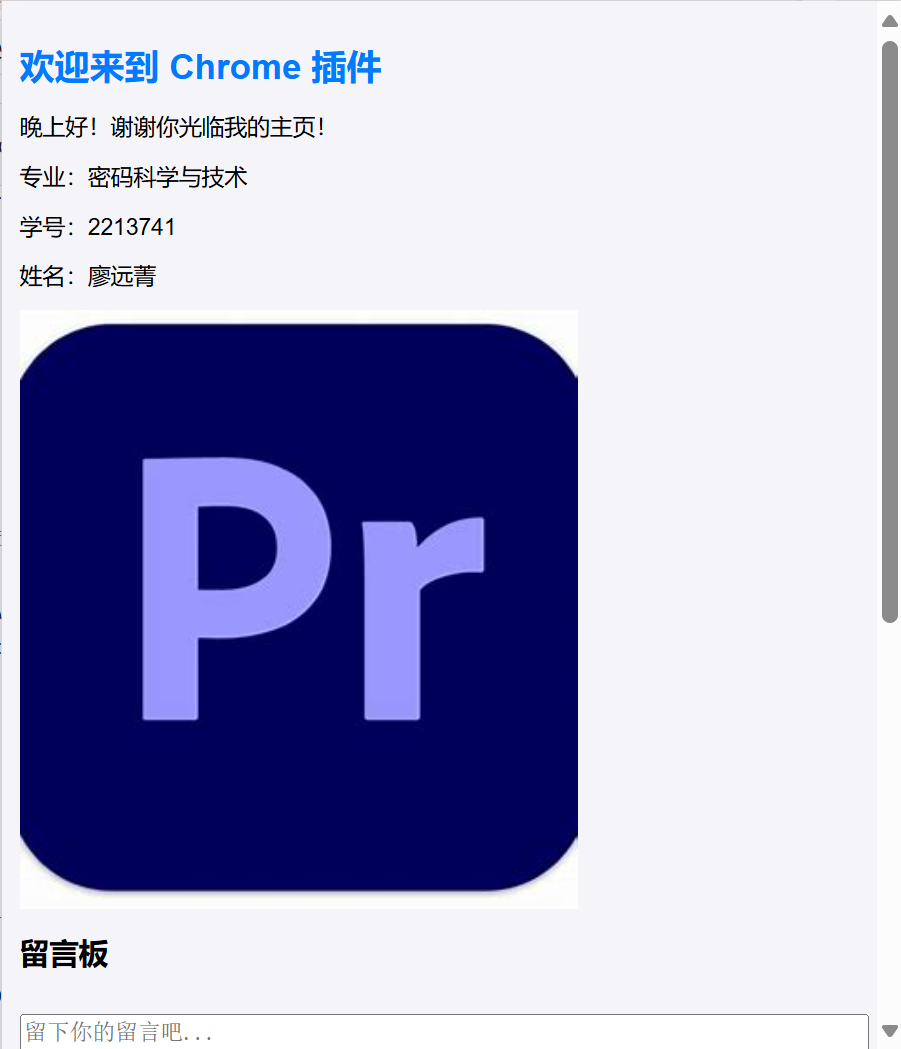 欢迎来到 Chrome 插件
晚上好！谢谢你光临我的主页！
专业：密码科学与技术
学号：2213741
姓名：廖远菁
Pr
留言板
留下你的留言吧...